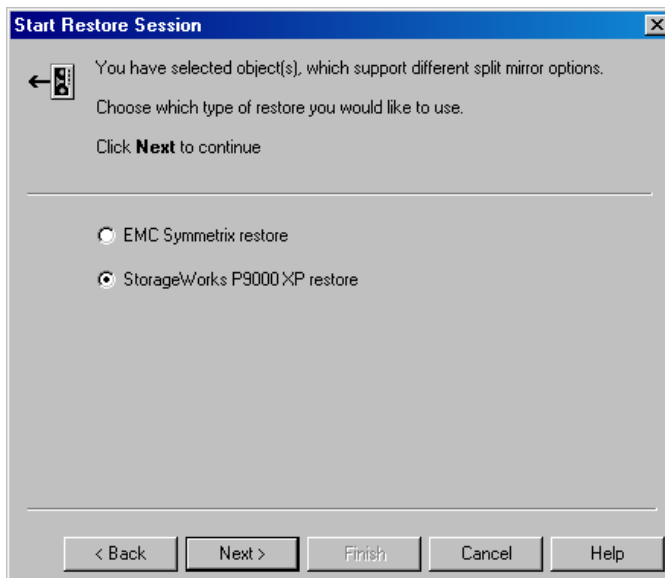 Start Restore Session
You have selected object(s), which support different split mirror options.
Choose which type of restore you would like to use.
Click Next to continue
EMC Symmetrix restore
StorageWorks P9000 XP restore
< Back
Next >
Finish
Cancel
Help